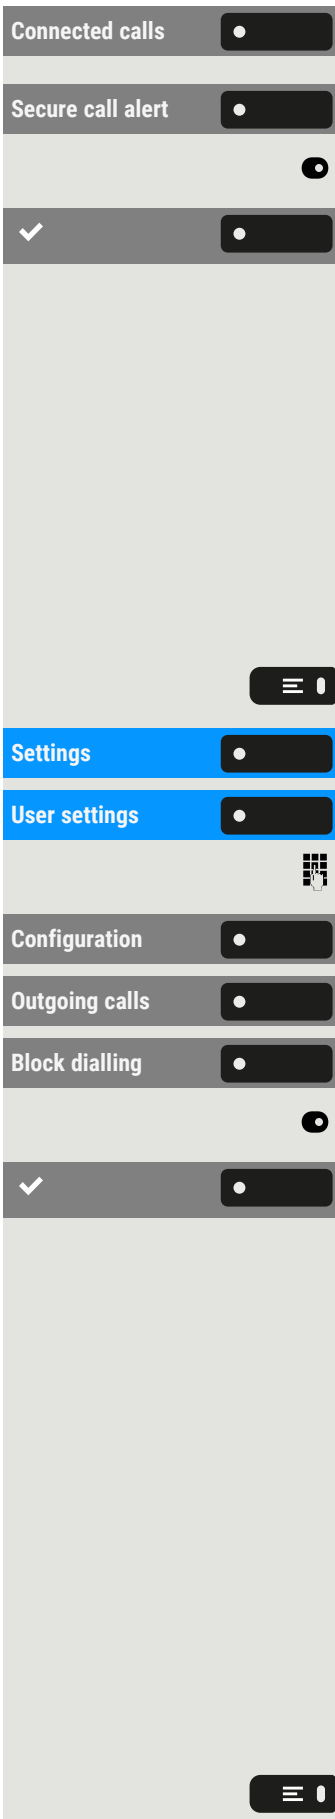 Connected calls
Secure call alert
Settings
User settings
Configuration
Outgoing calls
Block dialling